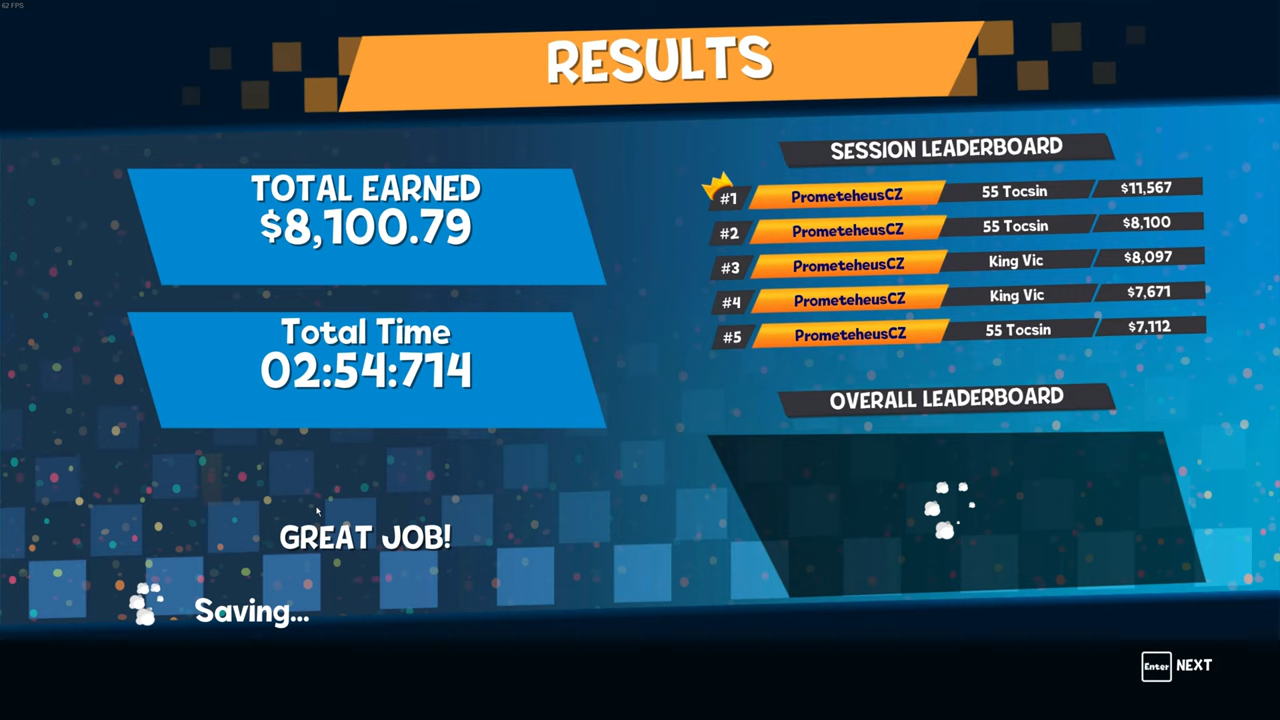 62 FPS
RESULTS
TOTAL EARNED
$8,100.79
Total Time
02:54:714
GREAT JOB!
Saving...
SESSION LEADERBOARD
#1 PrometeheusCZ 55 Tocsin $11,567
#2 PrometeheusCZ 55 Tocsin $8,100
#3 PrometeheusCZ King Vic $8,097
#4 PrometeheusCZ King Vic $7,671
#5 PrometeheusCZ 55 Tocsin $7,112
OVERALL LEADERBOARD
Enter NEXT